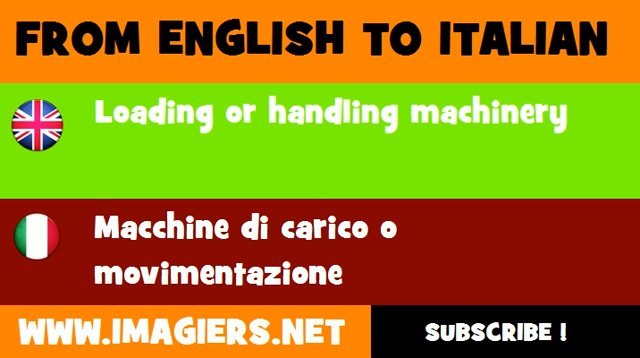 FROM ENGLISH TO ITALIAN
Loading or handling machinery
Macchine di carico o
movimentazione
WWW.IMAGIERS.NET
SUBSCRIBE !